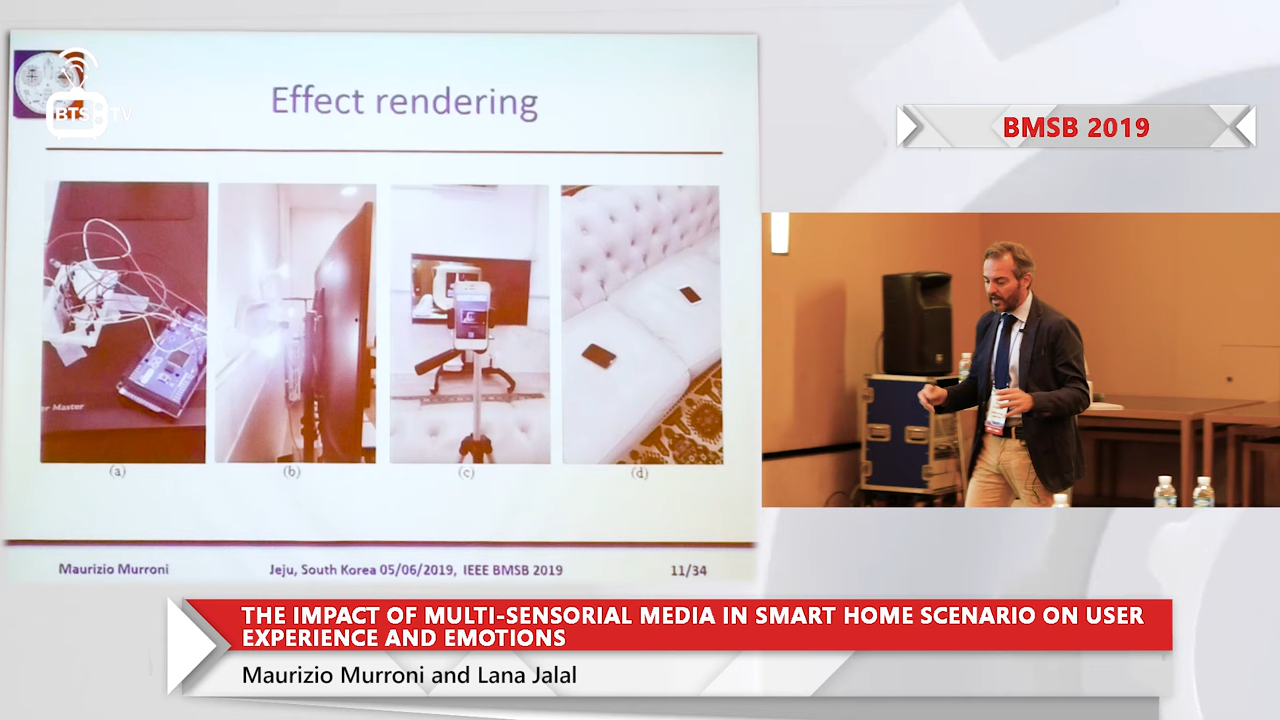 BTS TV
Effect rendering
BMSB 2019
er Master
(a)
(b)
(c)
(d)
Maurizio Murroni
Jeju, South Korea 05/06/2019, IEEE BMSB 2019
11/34
THE IMPACT OF MULTI-SENSORIAL MEDIA IN SMART HOME SCENARIO ON USER
EXPERIENCE AND EMOTIONS
Maurizio Murroni and Lana Jalal